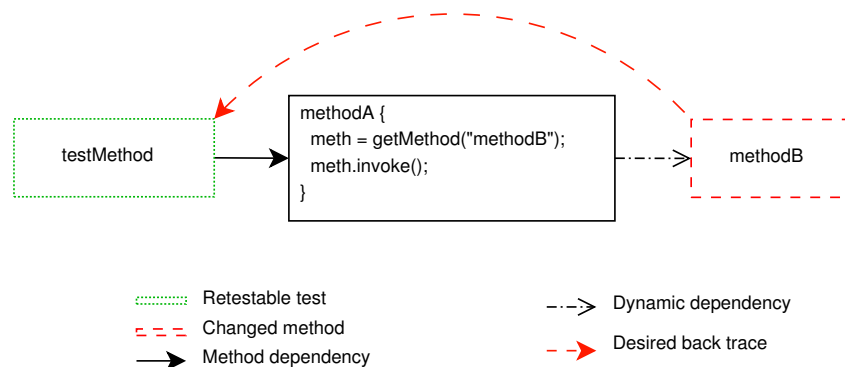 testMethod
methodA {
meth = getMethod("methodB");
meth.invoke();
}
methodB
Retestable test
Changed method
Method dependency
Dynamic dependency
Desired back trace